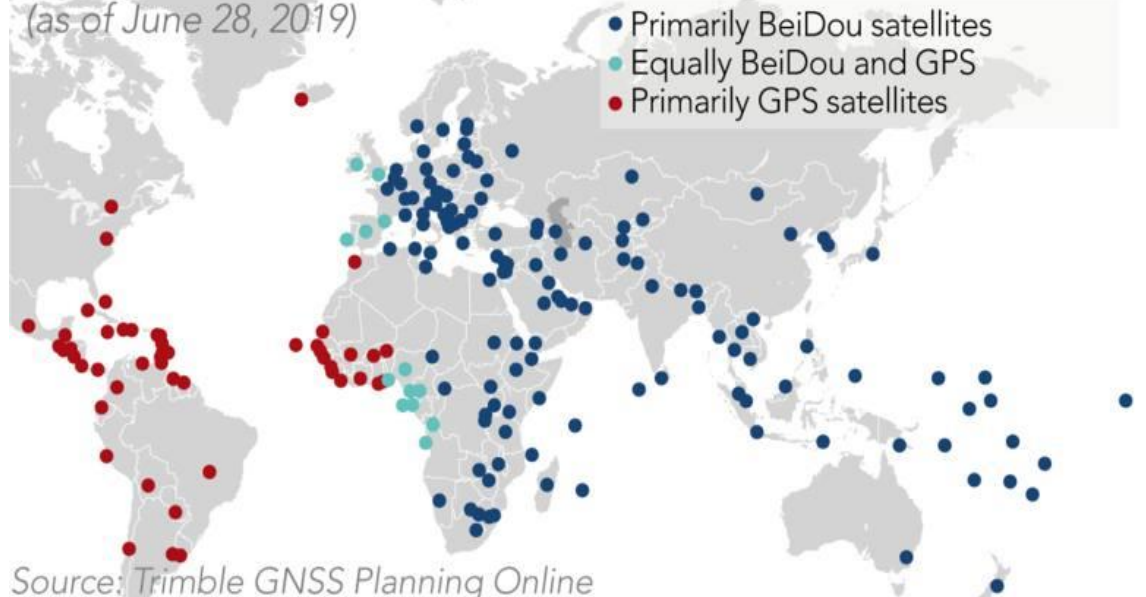 (as of June 28, 2019)
Primarily BeiDou satellites
Equally BeiDou and GPS
Primarily GPS satellites
Source: Trimble GNSS Planning Online